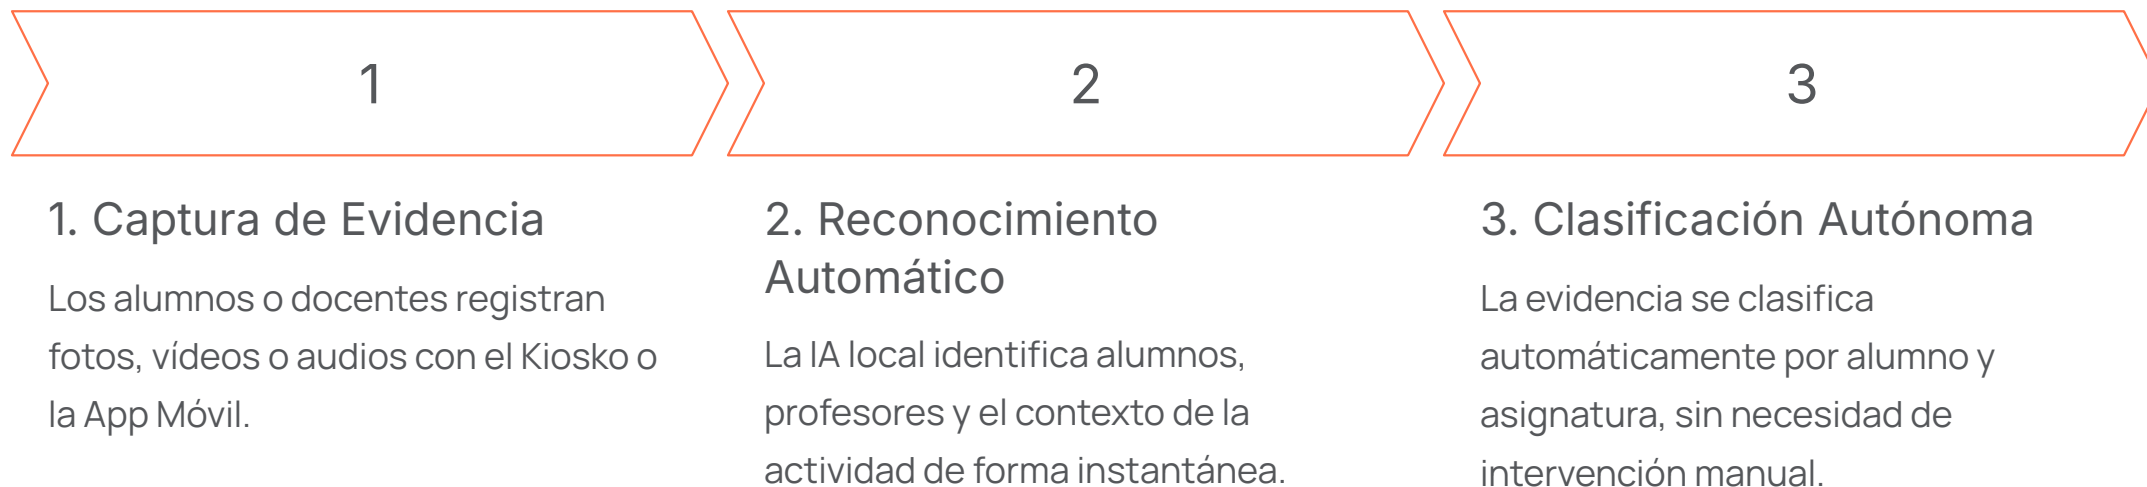 1
2
3
1. Captura de Evidencia
Los alumnos o docentes registran
fotos, vídeos o audios con el Kiosko o
la App Móvil.
2. Reconocimiento
Automático
La IA local identifica alumnos,
profesores y el contexto de la
actividad de forma instantánea.
3. Clasificación Autónoma
La evidencia se clasifica
automáticamente por alumno y
asignatura, sin necesidad de
intervención manual.